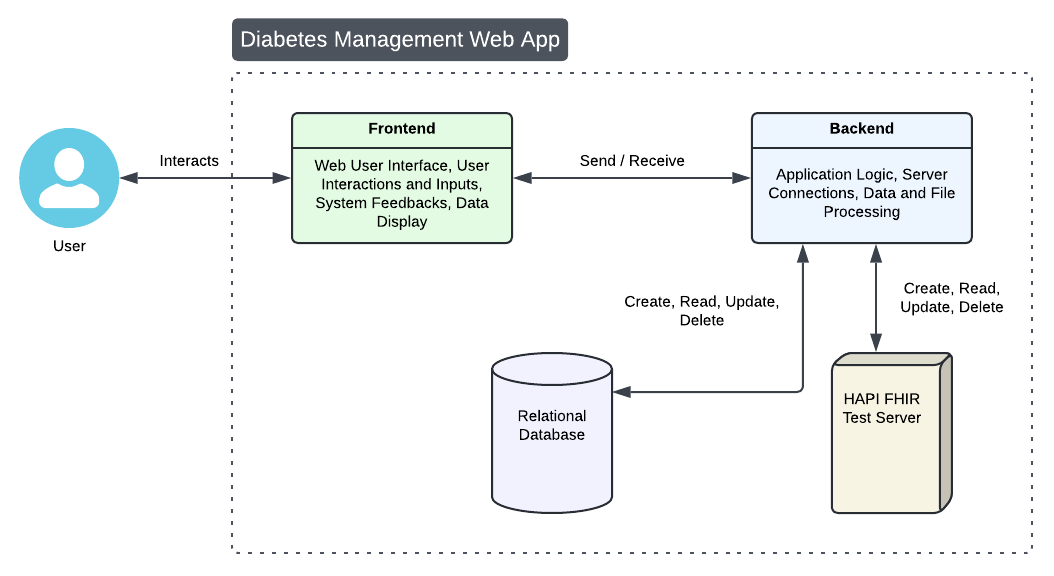 Diabetes Management Web App
Interacts
User
Frontend
Web User Interface, User
Interactions and Inputs,
System Feedbacks, Data
Display
Send / Receive
Backend
Application Logic, Server
Connections, Data and File
Processing
Create, Read, Update,
Delete
Create, Read,
Update, Delete
Relational
Database
HAPI FHIR
Test Server